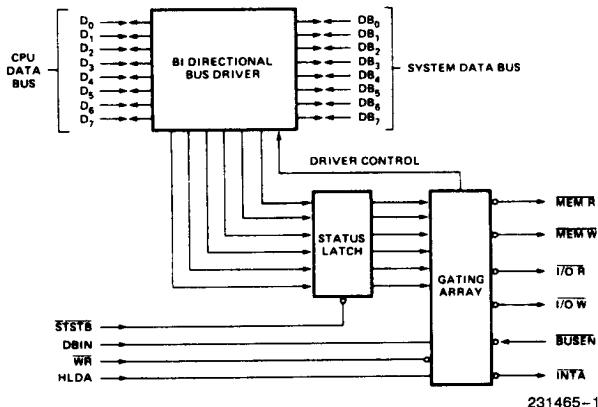 D0
D1
D2
D3
D4
D5
D6
D7
CPU
DATA
BUS
BI DIRECTIONAL
BUS DRIVER
DB0
DB1
DB2
DB3
DB4
DB5
DB6
DB7
SYSTEM DATA BUS
DRIVER CONTROL
STATUS
LATCH
GATING
ARRAY
MEM R
MEM W
I/O R
I/O W
BUSEN
INTA
STSTB
DBIN
WR
HLDA
231465-1